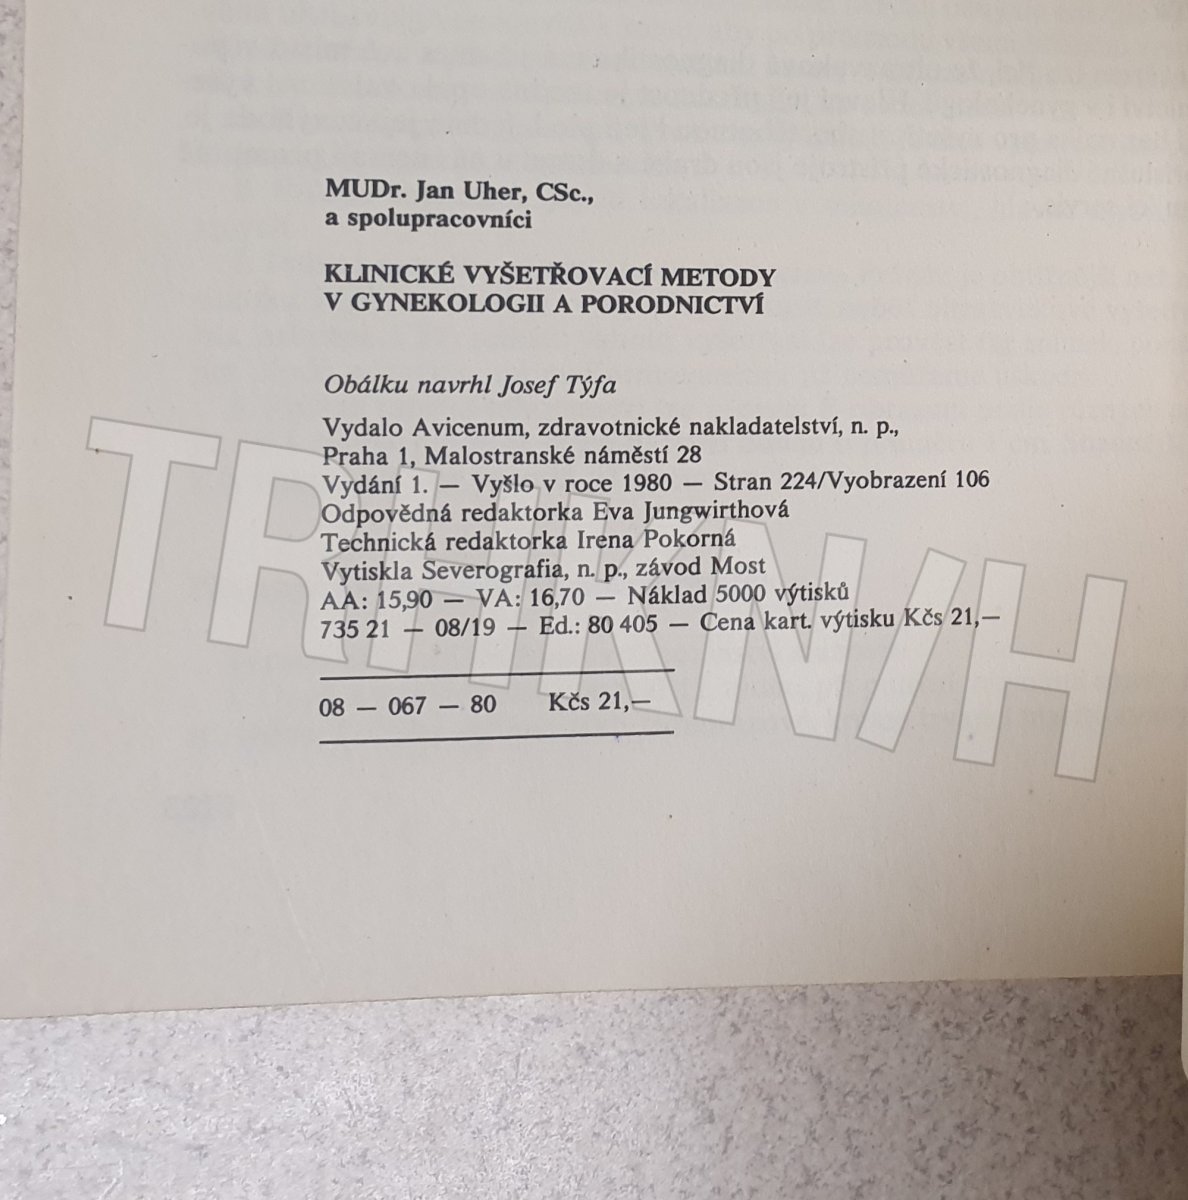 MUDr. Jan Uher, CSc.,
a spolupracovníci
KLINICKÉ VYŠETŘOVACÍ METODY
V GYNEKOLOGII A PORODNICTVÍ
Obálku navrhl Josef Týfa
Vydalo Avicenum, zdravotnické nakladatelství, n. p.,
Praha 1, Malostranské náměstí 28
Vydání 1. — Vyšlo v roce 1980 — Stran 224/Vyobrazení 106
Odpovědná redaktorka Eva Jungwirthová
Technická redaktorka Irena Pokorná
Vytiskla Severografia, n. p., závod Most
AA: 15,90 — VA: 16,70 — Náklad 5000 výtisků
735 21 — 08/19 — Ed.: 80 405 — Cena kart. výtisku Kčs 21,—
08 — 067 — 80 Kčs 21,—
TRHKN/H